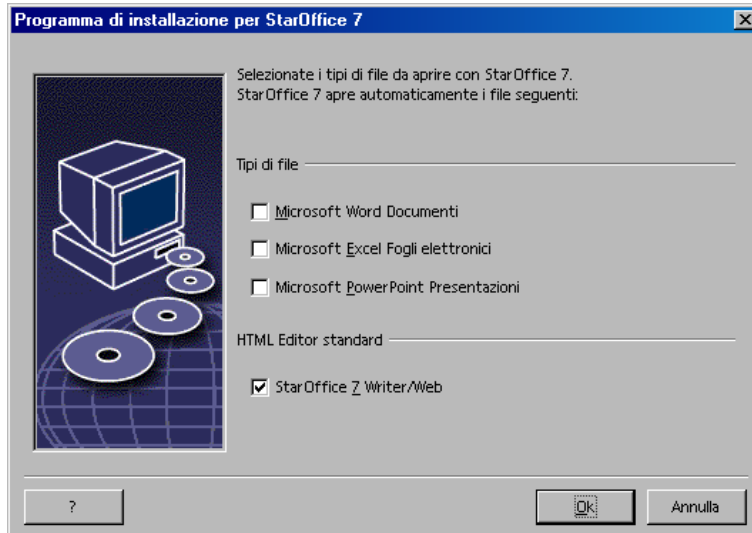 Programma di installazione per StarOffice 7
Selezionate i tipi di file da aprire con StarOffice 7.
StarOffice 7 apre automaticamente i file seguenti:
Tipi di file
Microsoft Word Documenti
Microsoft Excel Fogli elettronici
Microsoft PowerPoint Presentazioni
HTML Editor standard
StarOffice 7 Writer/Web
?
Ok
Annulla